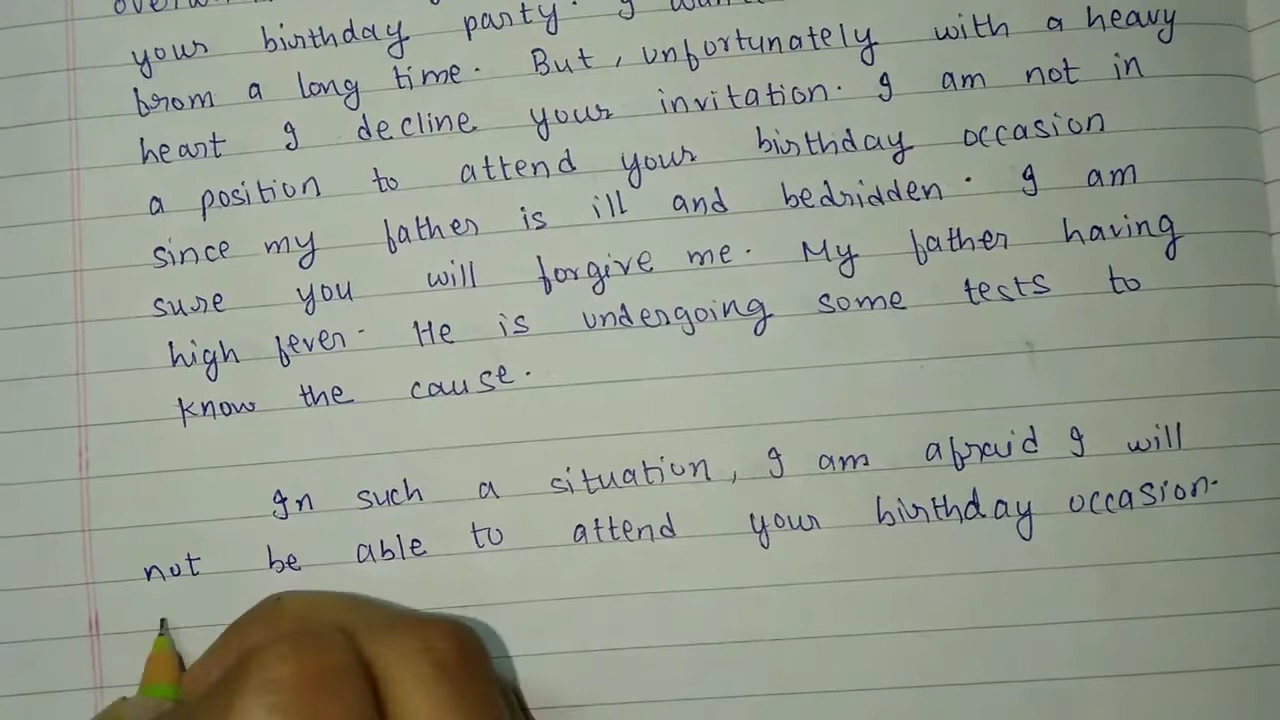 your birthday party. I
from a long time. But, unfortunately with a heavy
heart I decline your invitation. I am not in
a position to attend your birthday occasion
since my father is ill and bedridden. I am
sure you will forgive me. My father having
high fever. He is undergoing some tests to
know the cause.
In such a situation, I am afraid I will
not be able to attend your birthday occasion.